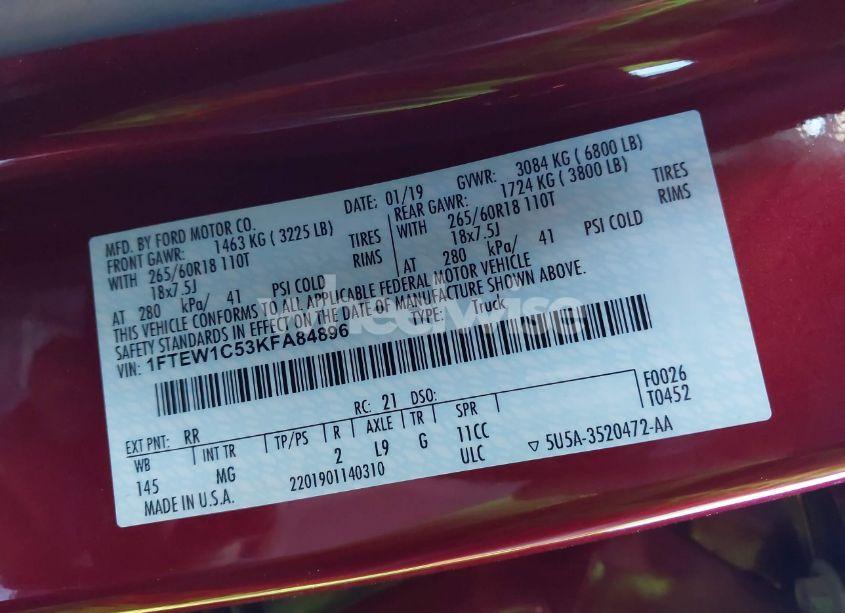 MFD. BY FORD MOTOR CO.
DATE: 01/19
GVWR: 3084 KG ( 6800 LB)
FRONT GAWR: 1463 KG ( 3225 LB)
REAR GAWR: 1724 KG ( 3800 LB)
WITH 265/60R18 110T TIRES
WITH 265/60R18 110T TIRES
18x7.5J RIMS
18x7.5J RIMS
AT 280 kPa/ 41 PSI COLD
AT 280 kPa/ 41 PSI COLD
THIS VEHICLE CONFORMS TO ALL APPLICABLE FEDERAL MOTOR VEHICLE
SAFETY STANDARDS IN EFFECT ON THE DATE OF MANUFACTURE SHOWN ABOVE.
VIN: 1FTEW1C53KFA84896
TYPE: Truck
wheelwise
EXT PNT: RR
RC: 21 DSO:
F0026
T0452
WB INT TR TP/PS R AXLE TR SPR
145 MG 2 L9 G 11CC
ULC
MADE IN U.S.A.
2201901140310
▽ 5U5A-3520472-AA